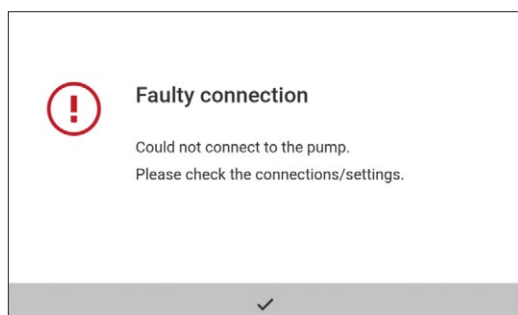 Faulty connection
Could not connect to the pump.
Please check the connections/settings.